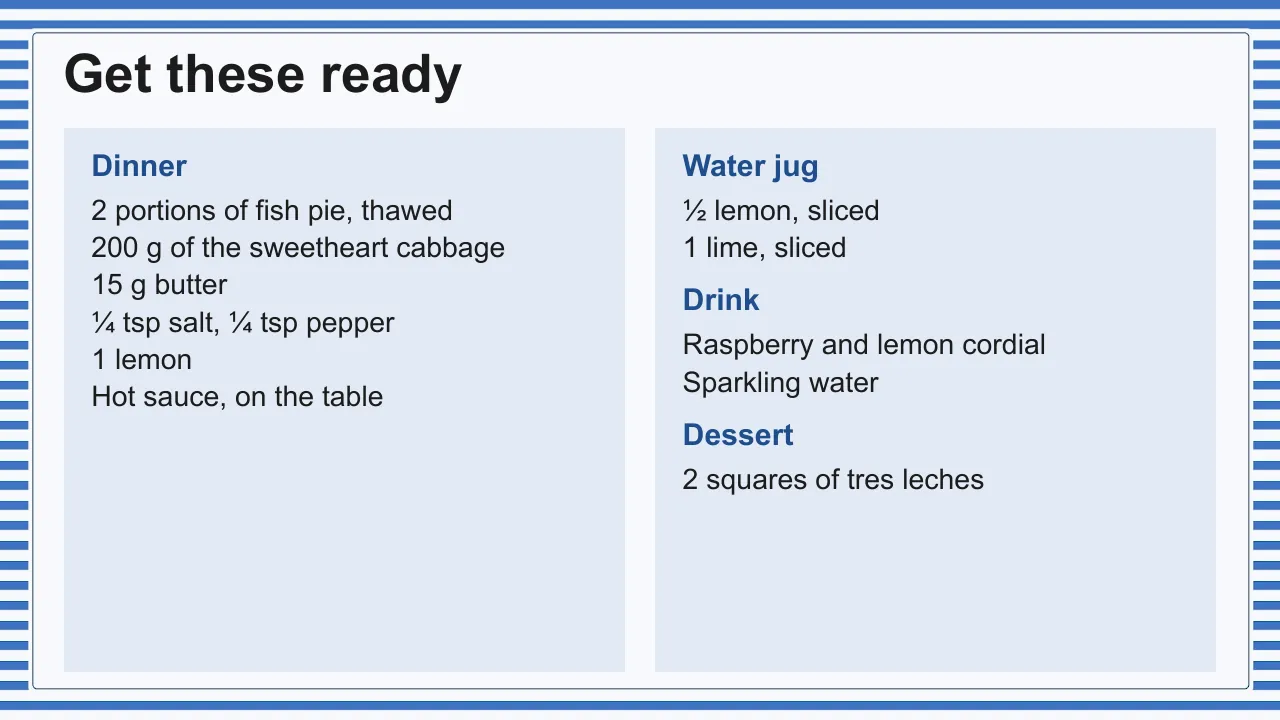 Get these ready
Dinner
2 portions of fish pie, thawed
200 g of the sweetheart cabbage
15 g butter
¼ tsp salt, ¼ tsp pepper
1 lemon
Hot sauce, on the table
Water jug
½ lemon, sliced
1 lime, sliced
Drink
Raspberry and lemon cordial
Sparkling water
Dessert
2 squares of tres leches